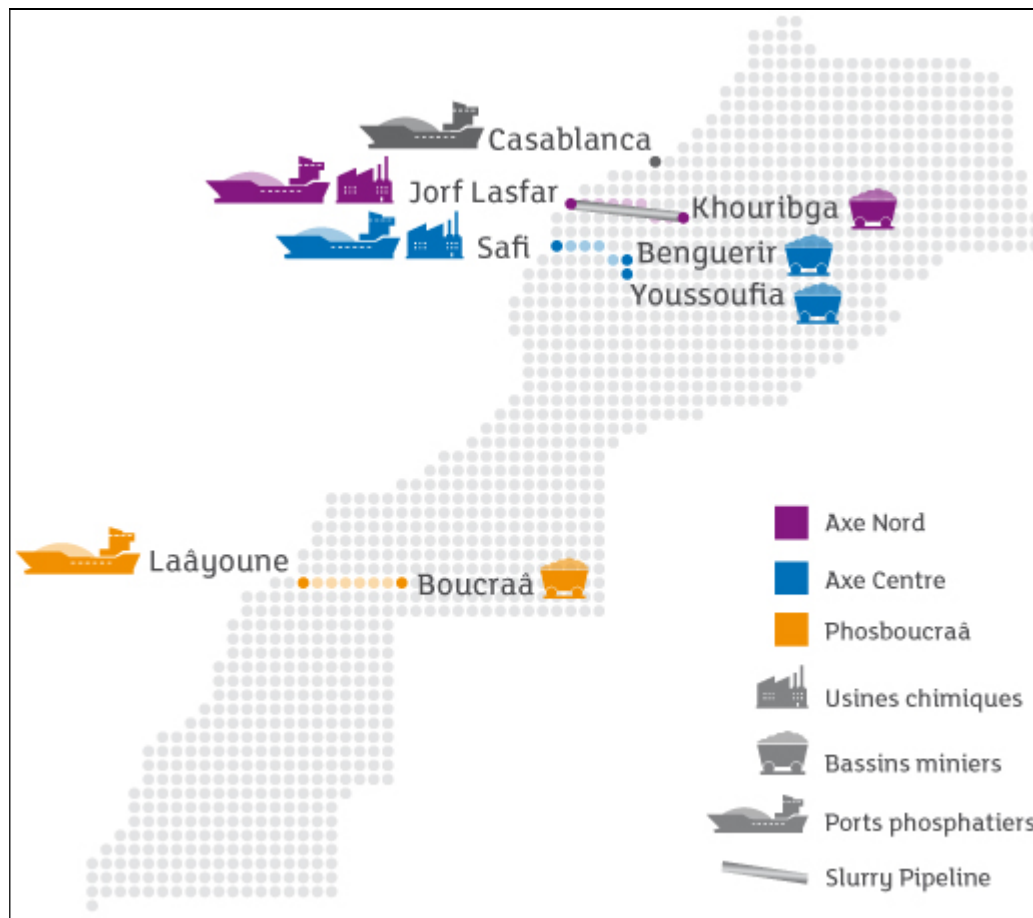 Casablanca
Jorf Lasfar
Khouribga
Safi
Benguerir
Youssoufia
Laâyoune
Boucraâ
Axe Nord
Axe Centre
Phosboucraâ
Usines chimiques
Bassins miniers
Ports phosphatiers
Slurry Pipeline